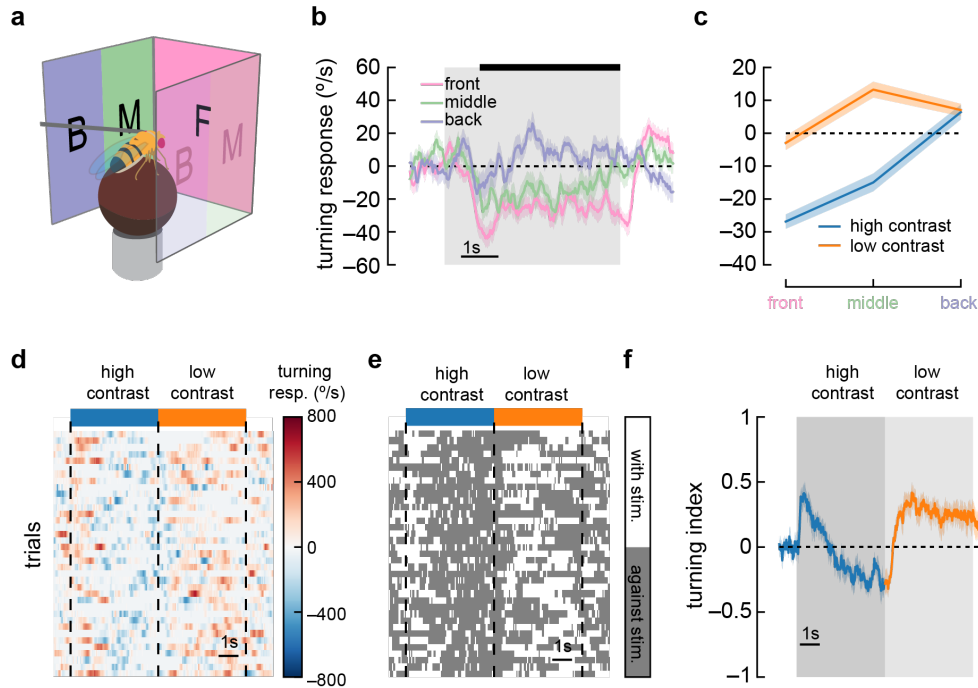 a
B
M
F
B
M
b
turning response (º/s)
60
40
20
0
−20
−40
−60
front
middle
back
1s
c
20
10
0
−10
−20
−30
−40
high contrast
low contrast
front
middle
back
d
high
contrast
low
contrast
turning
resp. (º/s)
trials
1s
800
400
0
−400
−800
e
high
contrast
low
contrast
1s
with stim.
against stim.
f
high
contrast
low
contrast
turning index
1
0.5
0
−0.5
−1
1s